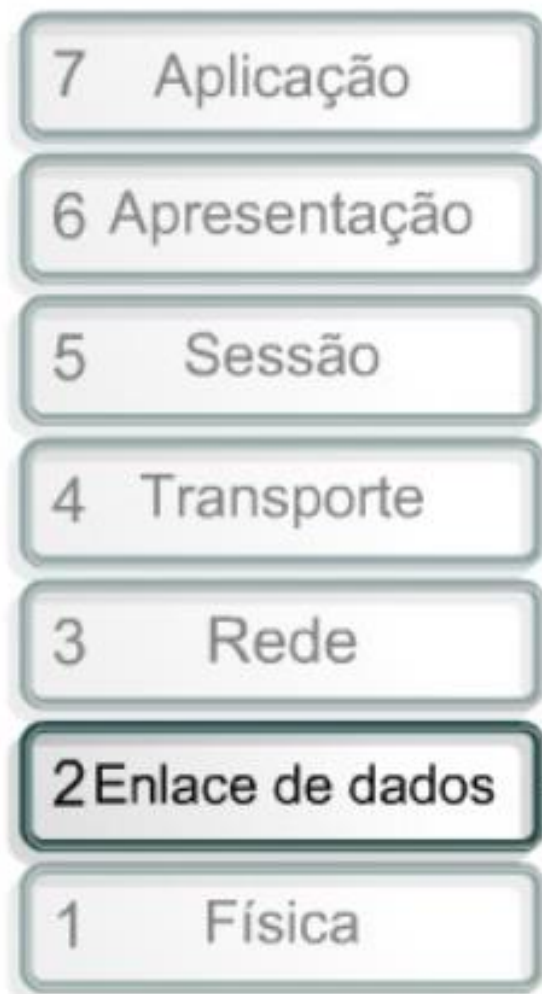 7 Aplicação
6 Apresentação
5 Sessão
4 Transporte
3 Rede
2 Enlace de dados
1 Física